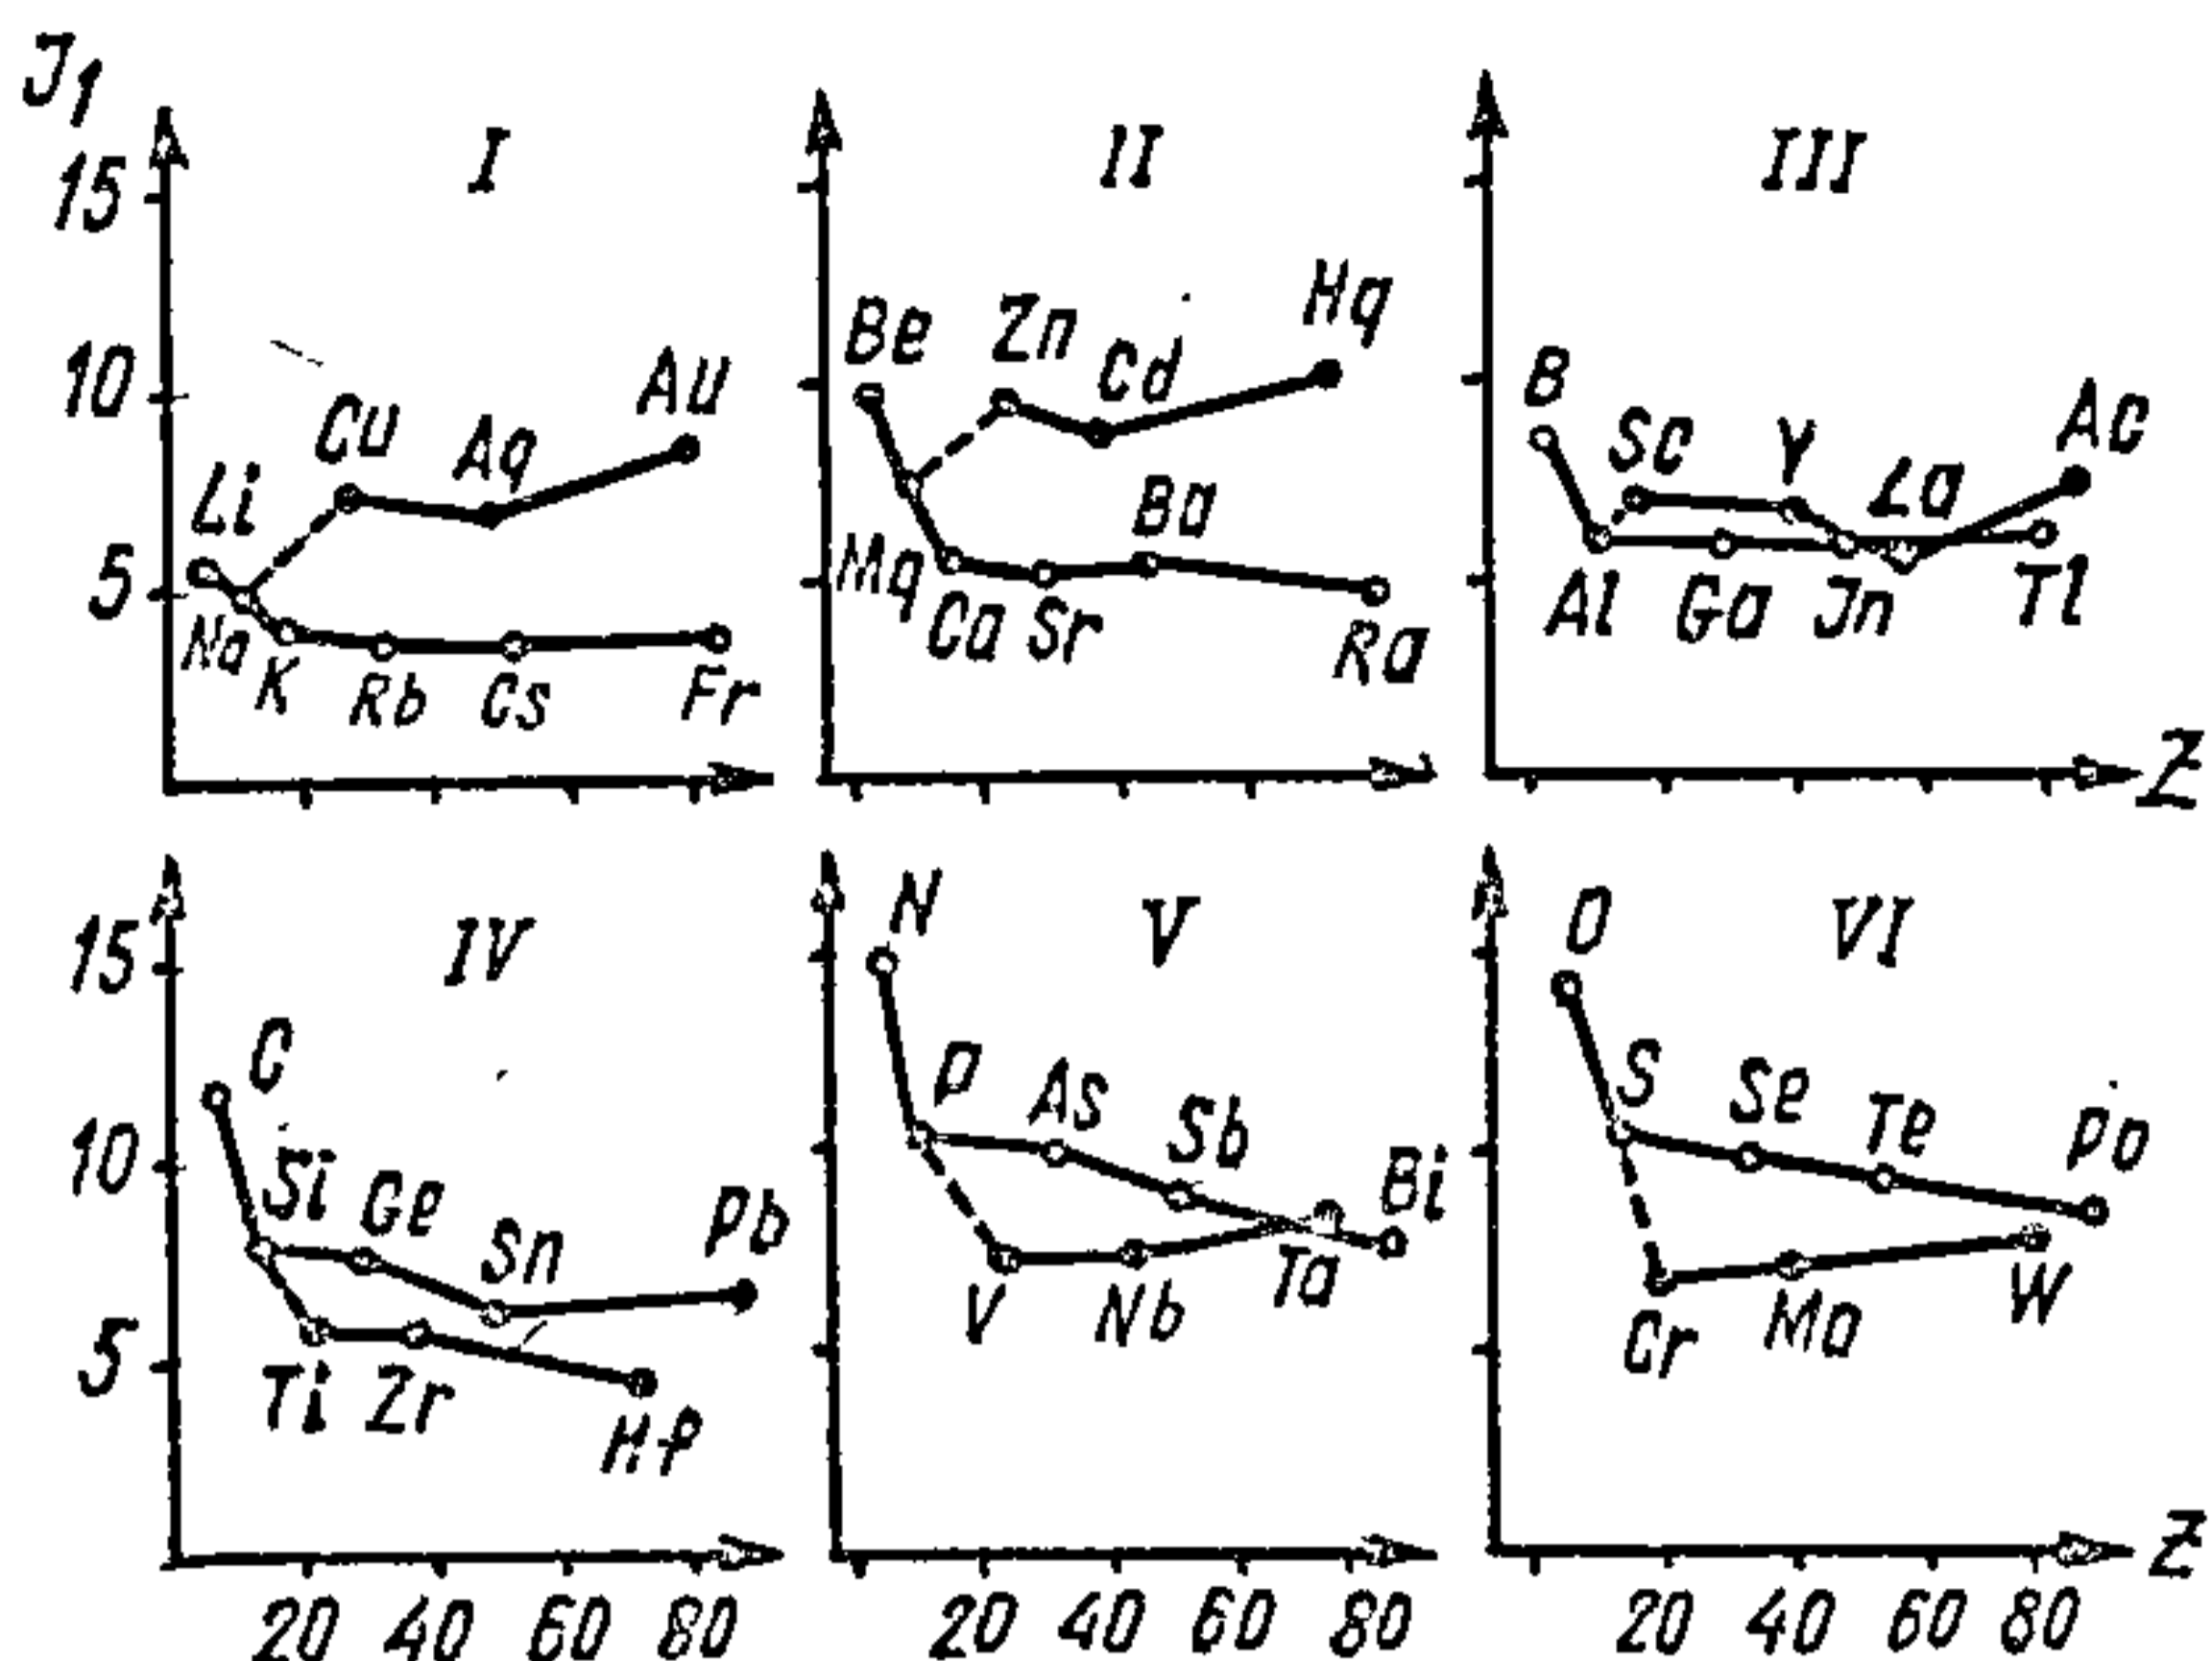 J1
I
II
III
15
10
5
Li
Na
K
Rb
Cs
Fr
Cu
Aq
Au
Be
Mq
Ca
Sr
Ba
Ra
Zn
Cd
Hq
B
Al
Sc
Y
La
Ac
Ga
Jn
Tl
Z
IV
V
VI
15
10
5
C
Si
Ge
Sn
Pb
Ti
Zr
Hf
N
P
As
Sb
Bi
V
Nb
Ta
O
S
Se
Te
Po
Cr
Mo
W
Z
20 40 60 80
20 40 60 80
20 40 60 80